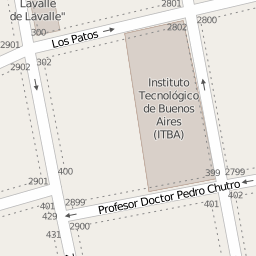 Lavalle
de Lavalle"
300
2801
2802
Los Patos
2901
2902
302
2800
Instituto
Tecnológico
de Buenos
Aires
(ITBA)
400
2901
399
2799
Profesor Doctor Pedro Chutro
401
429
2899
401
402
431
2900